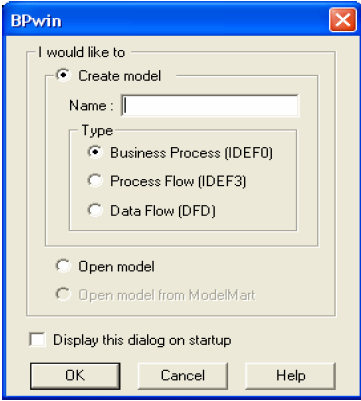 BPwin
I would like to
Create model
Name :
Type
Business Process (IDEF0)
Process Flow (IDEF3)
Data Flow (DFD)
Open model
Open model from ModelMart
Display this dialog on startup
OK Cancel Help